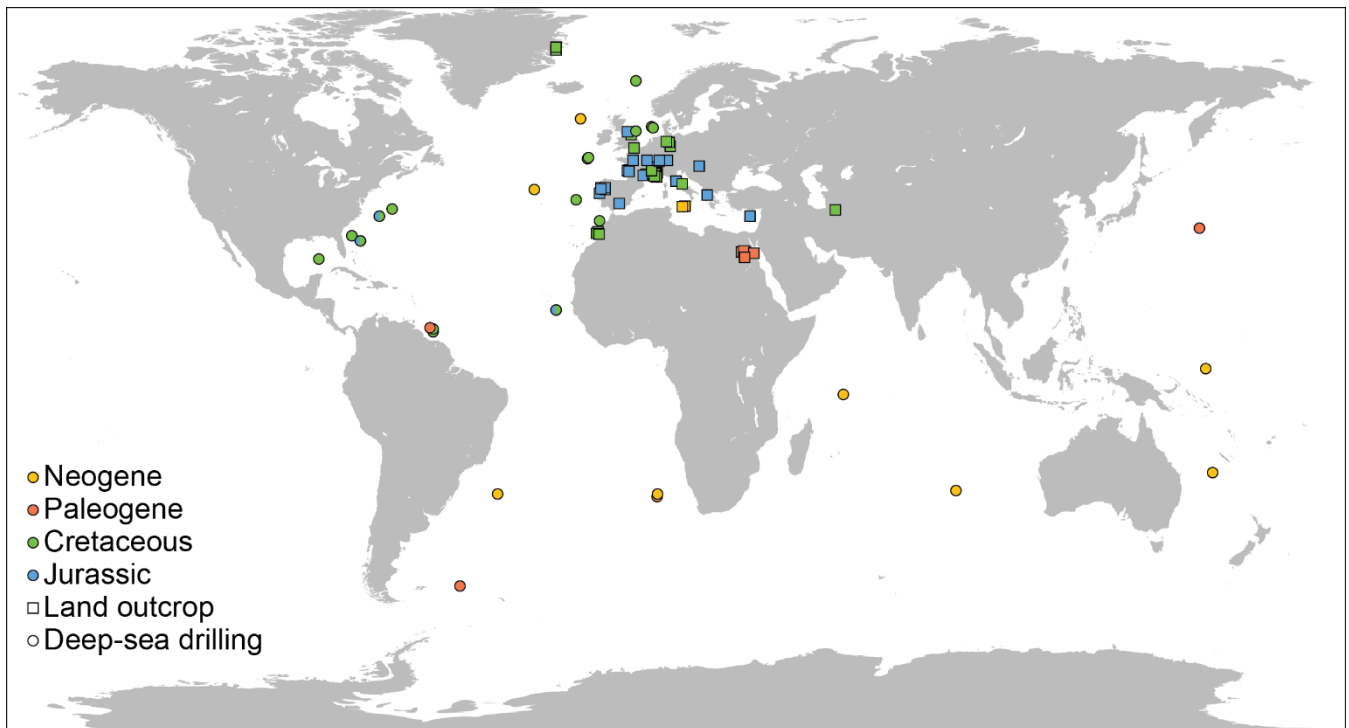 Neogene
Paleogene
Cretaceous
Jurassic
Land outcrop
Deep-sea drilling